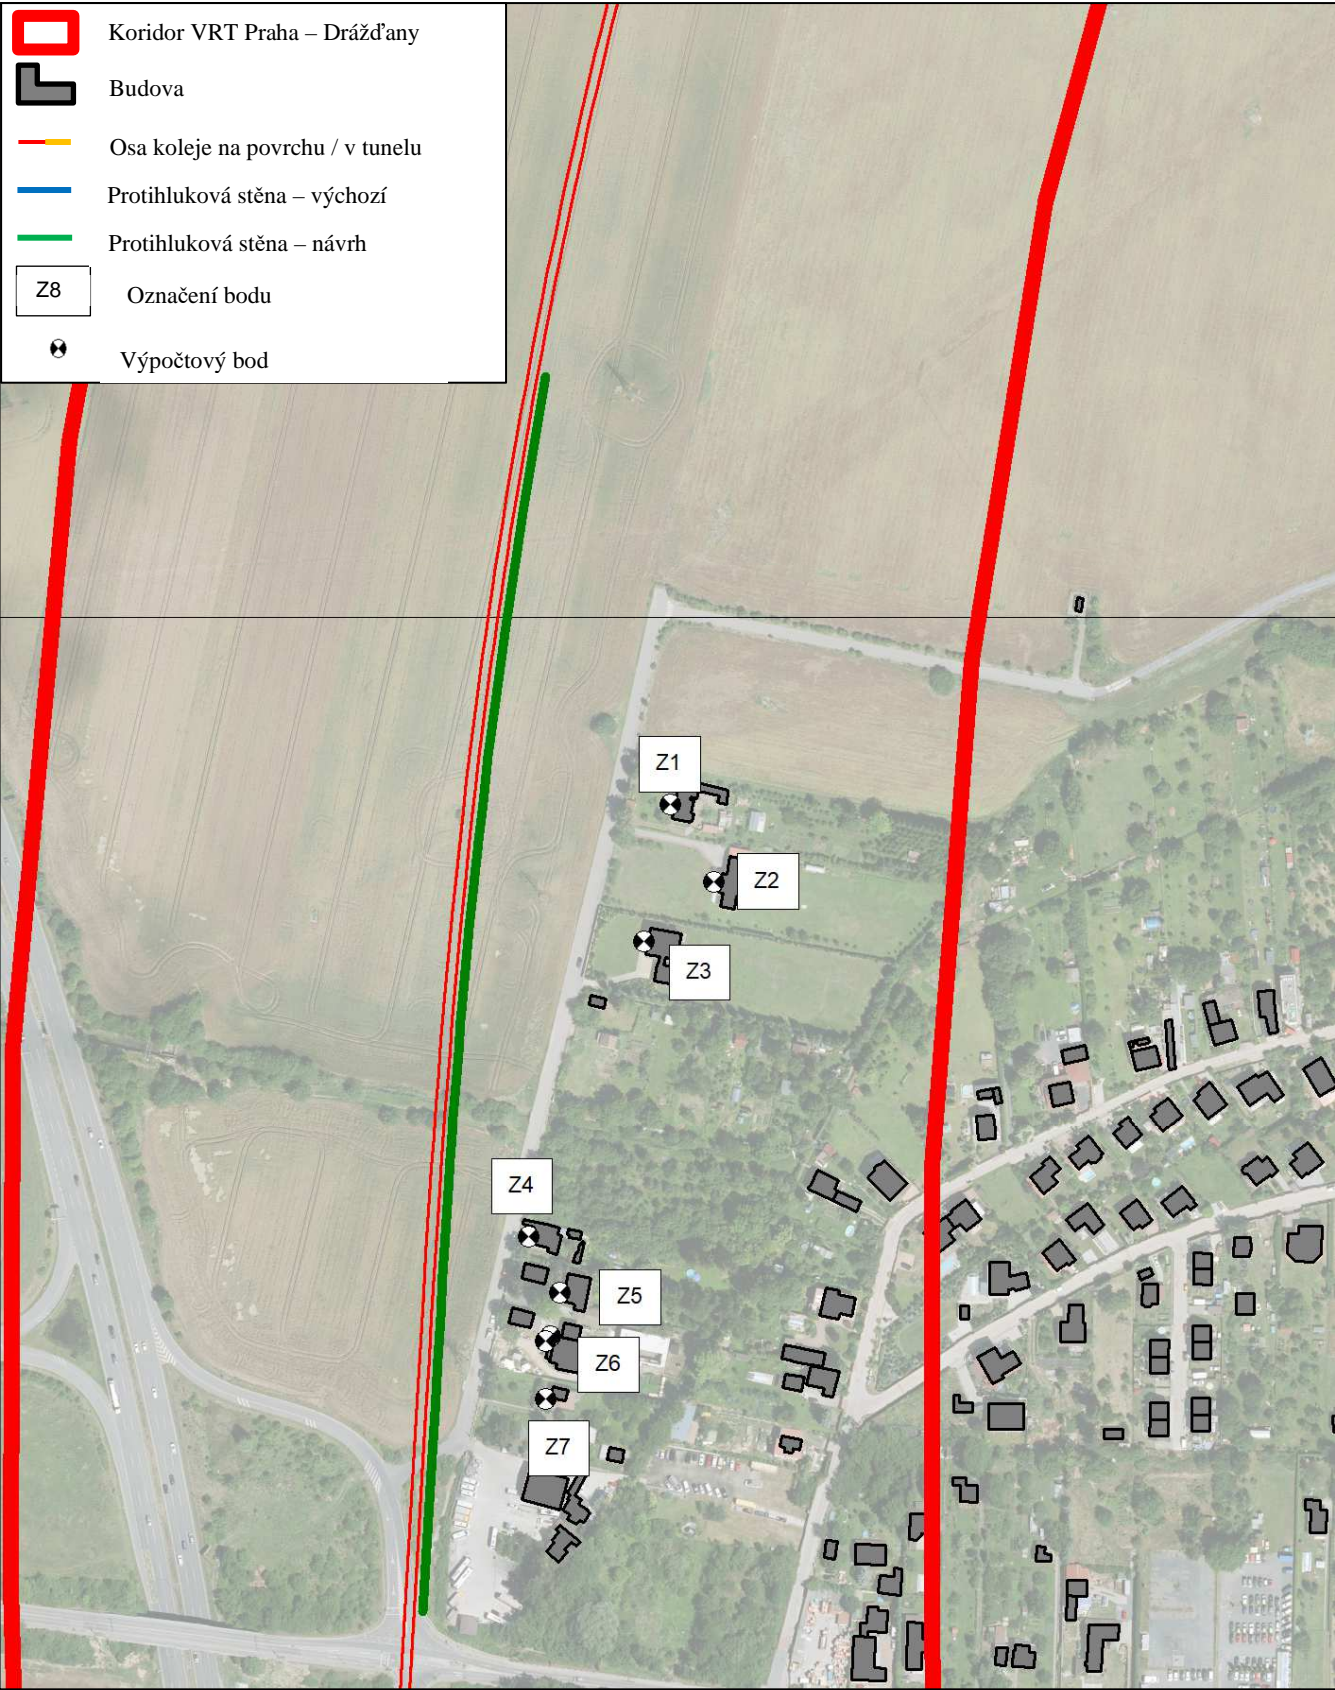 Koridor VRT Praha – Drážďany
Budova
Osa koleje na povrchu / v tunelu
Protihluková stěna – výchozí
Protihluková stěna – návrh
Z8
Označení bodu
Výpočtový bod
Z1
Z2
Z3
Z4
Z5
Z6
Z7